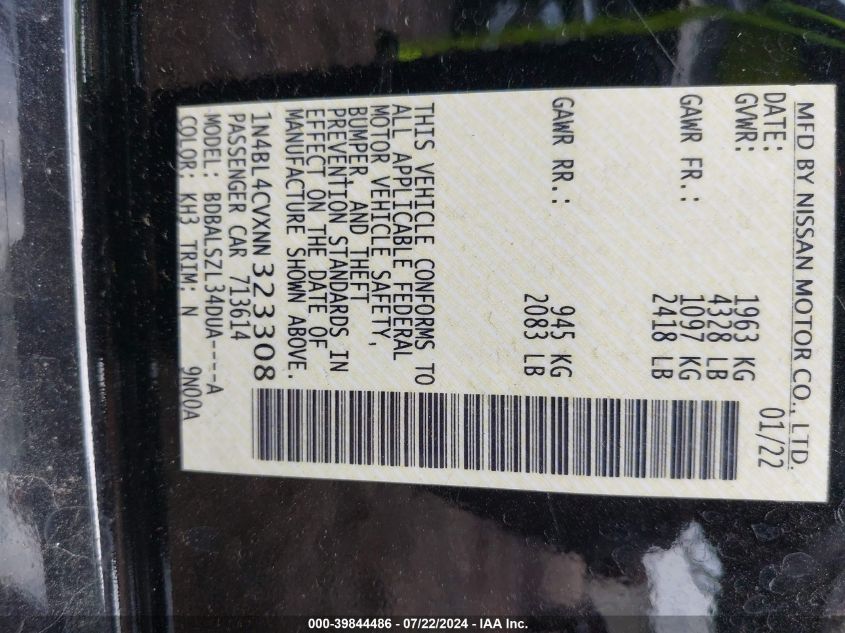 MFD BY NISSAN MOTOR CO., LTD.
DATE: 01/22
GVWR: 1963 KG
4328 LB
GAWR FR.: 1097 KG
2418 LB
GAWR RR.: 945 KG
2083 LB
THIS VEHICLE CONFORMS TO
ALL APPLICABLE FEDERAL
MOTOR VEHICLE SAFETY,
BUMPER, AND THEFT
PREVENTION STANDARDS IN
EFFECT ON THE DATE OF
MANUFACTURE SHOWN ABOVE.
1N4BL4CVXNN323308
PASSENGER CAR 713614
MODEL: BDBALSZL34DUA----A
COLOR: KH3 TRIM: N 9N00A
000-39844486 - 07/22/2024 - IAA Inc.